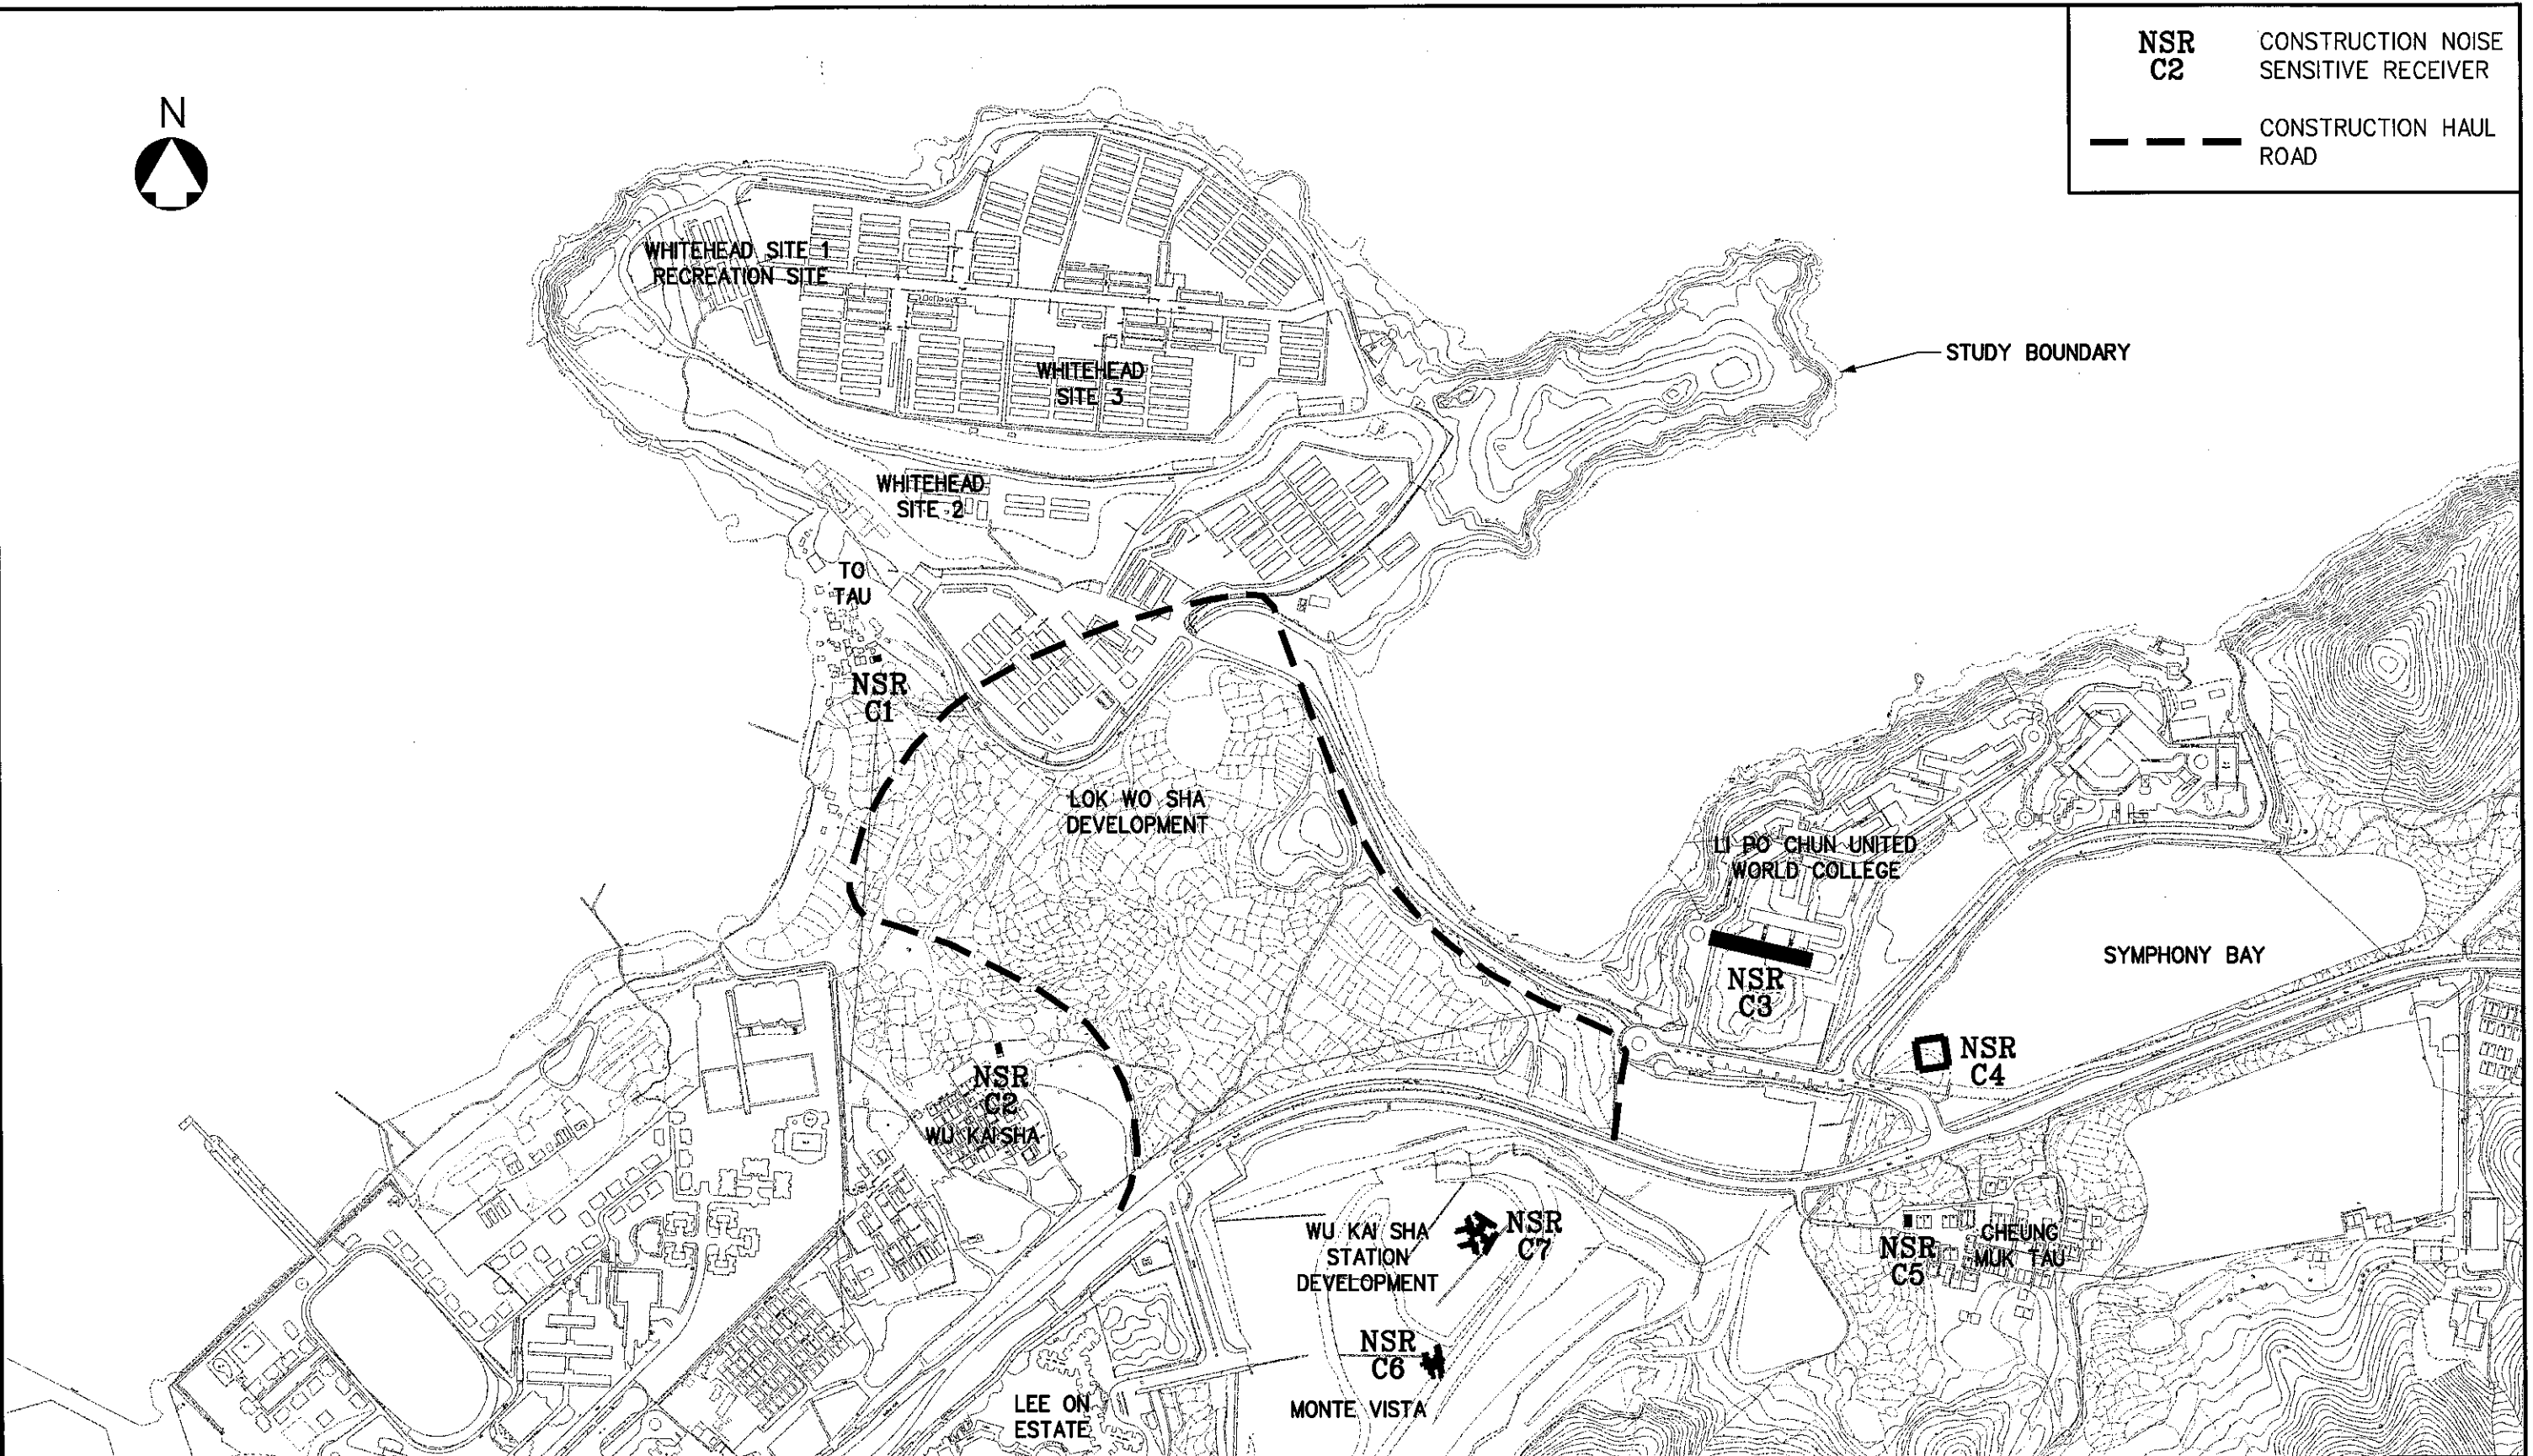 NSR
C2
CONSTRUCTION NOISE
SENSITIVE RECEIVER
CONSTRUCTION HAUL
ROAD
N
WHITEHEAD SITE 1
RECREATION SITE
STUDY BOUNDARY
WHITEHEAD
SITE 3
WHITEHEAD
SITE 2
TO
TAU
NSR
C1
LOK WO SHA
DEVELOPMENT
LI PO CHUN UNITED
WORLD COLLEGE
SYMPHONY BAY
NSR
C3
NSR
C4
NSR
C2
WU KAI SHA
WU KAI SHA
STATION
DEVELOPMENT
NSR
C7
NSR
C5
CHEUNG
MUK TAU
NSR
C6
MONTE VISTA
LEE ON
ESTATE